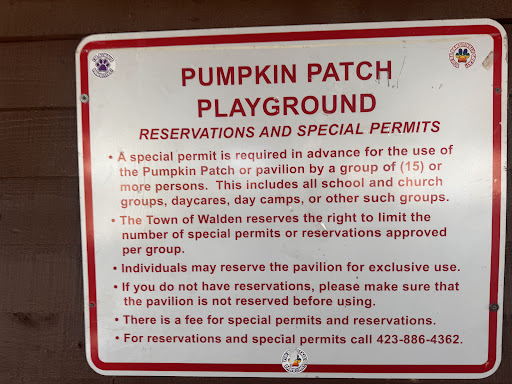 PUMPKIN PATCH
PLAYGROUND
RESERVATIONS AND SPECIAL PERMITS
• A special permit is required in advance for the use of
the Pumpkin Patch or pavilion by a group of (15) or
more persons. This includes all school and church
groups, daycares, day camps, or other such groups.
• The Town of Walden reserves the right to limit the
number of special permits or reservations approved
per group.
• Individuals may reserve the pavilion for exclusive use.
• If you do not have reservations, please make sure that
the pavilion is not reserved before using.
• There is a fee for special permits and reservations.
• For reservations and special permits call 423-886-4362.